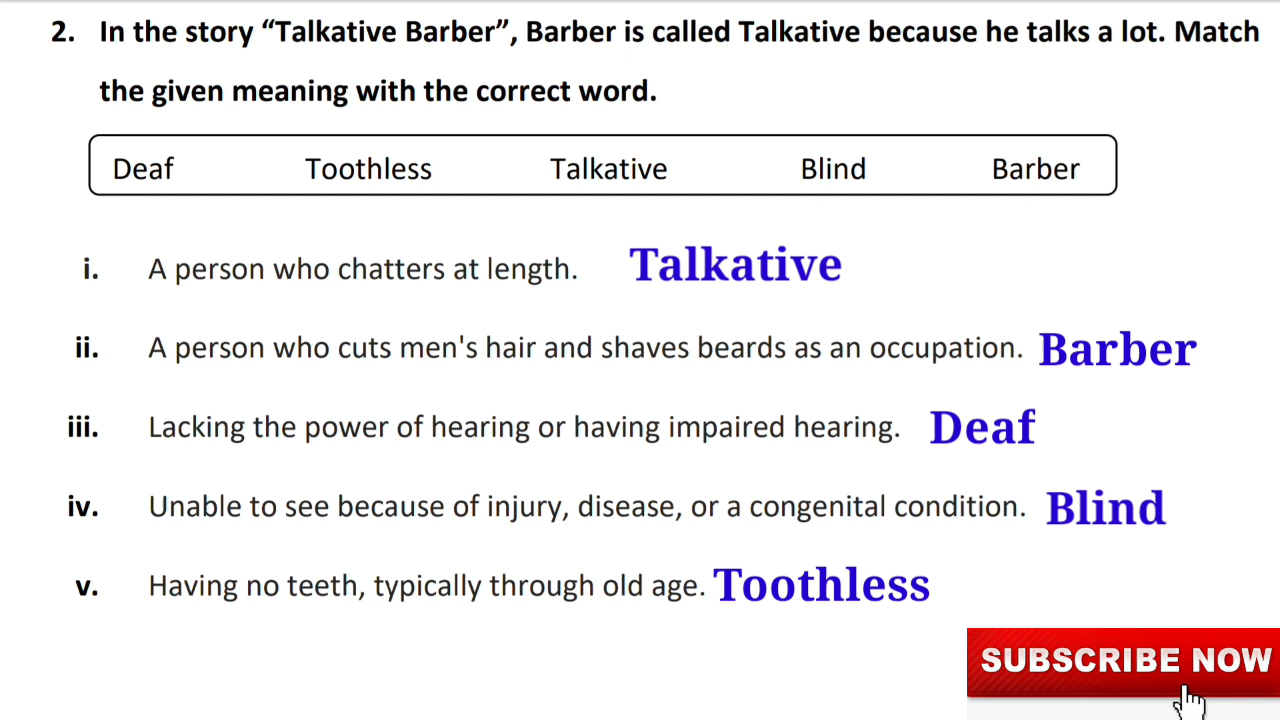 2. In the story “Talkative Barber”, Barber is called Talkative because he talks a lot. Match
the given meaning with the correct word.
Deaf Toothless Talkative Blind Barber
i. A person who chatters at length. Talkative
ii. A person who cuts men's hair and shaves beards as an occupation. Barber
iii. Lacking the power of hearing or having impaired hearing. Deaf
iv. Unable to see because of injury, disease, or a congenital condition. Blind
v. Having no teeth, typically through old age. Toothless
SUBSCRIBE NOW